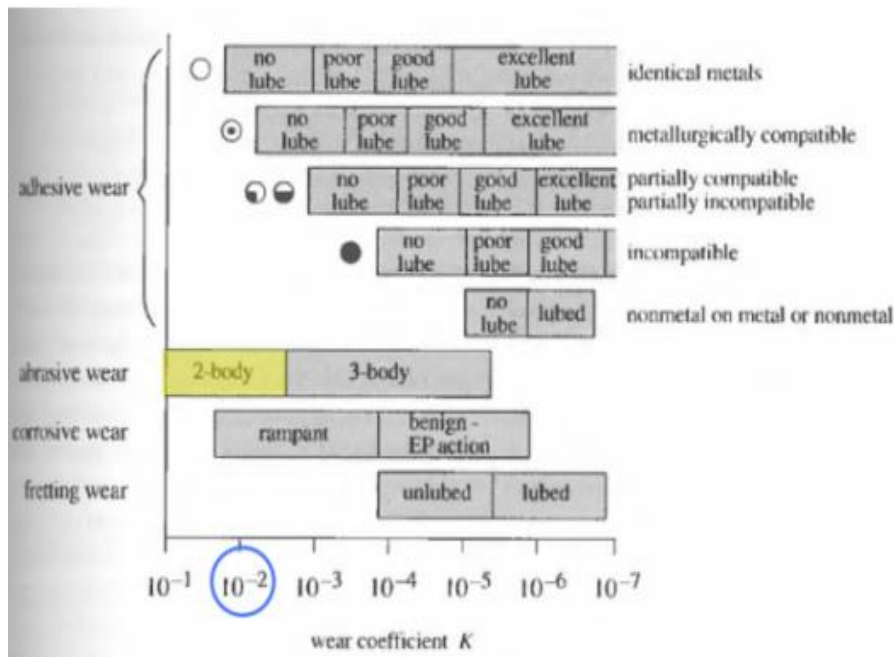 no
lube
poor
lube
good
lube
excellent
lube
identical metals
no
lube
poor
lube
good
lube
excellent
lube
metallurgically compatible
adhesive wear
no
lube
poor
lube
good
lube
excellent
lube
partially compatible
partially incompatible
no
lube
poor
lube
good
lube
incompatible
no
lube
lubed
nonmetal on metal or nonmetal
abrasive wear
2-body
3-body
corrosive wear
rampant
benign -
EP action
fretting wear
unlubed
lubed
10⁻¹ 10⁻² 10⁻³ 10⁻⁴ 10⁻⁵ 10⁻⁶ 10⁻⁷
wear coefficient K